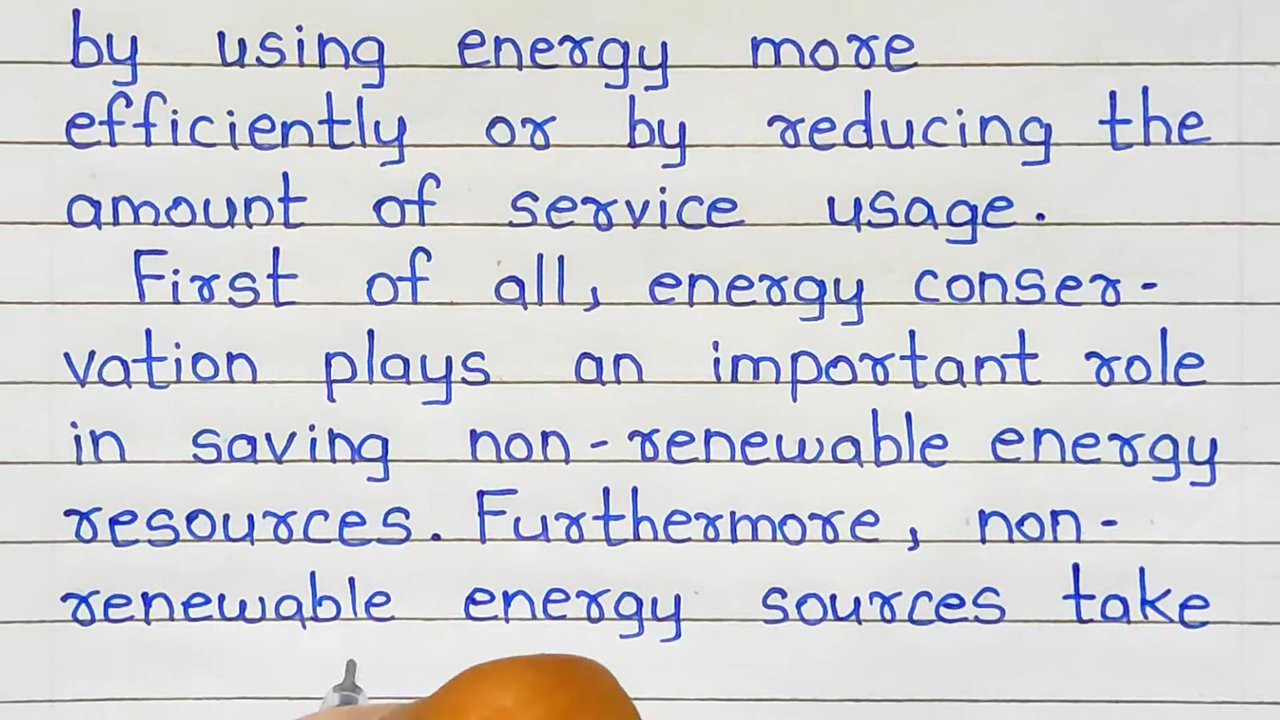 by using energy more
efficiently or by reducing the
amount of service usage.
First of all, energy conser-
vation plays an important role
in saving non-renewable energy
resources. Furthermore, non-
renewable energy sources take